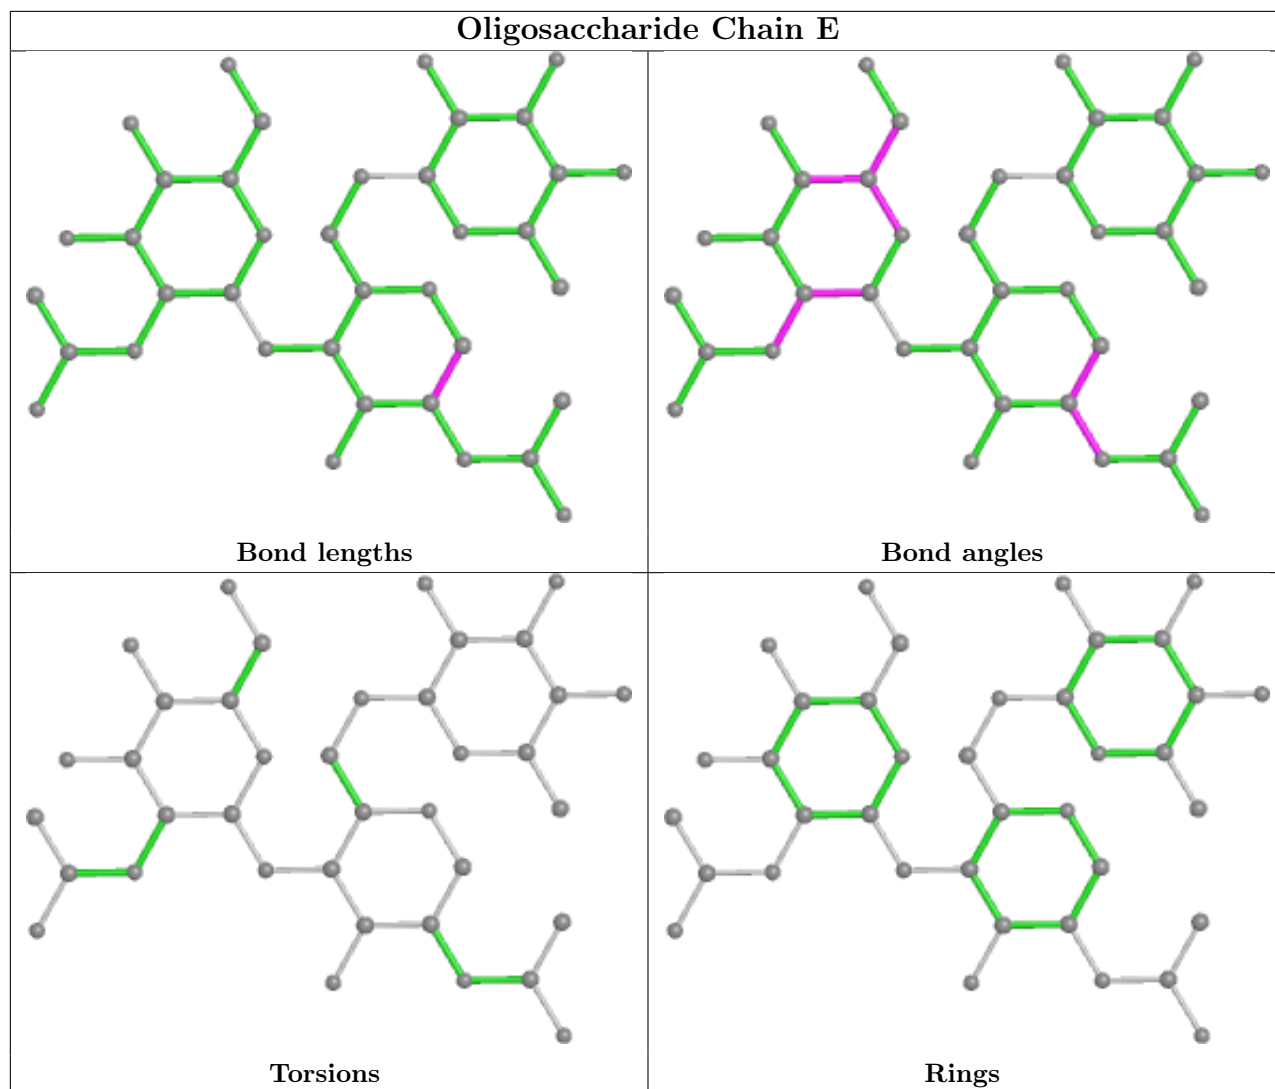 Oligosaccharide Chain E
Bond lengths
Bond angles
Torsions
Rings